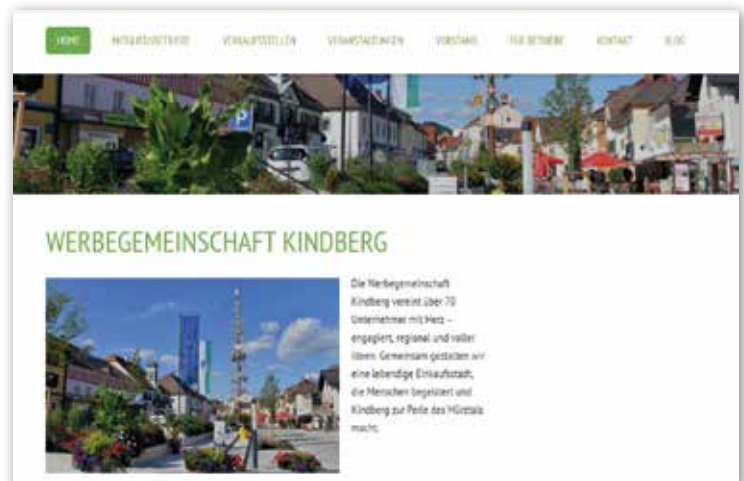 HOME MITGLIEDSBETRIEBE VERKAUFSSTELLEN VERANSTALTUNGEN VORSTAND FÜR BETRIEBE KONTAKT BLOG
P
WERBEGEMEINSCHAFT KINDBERG
Die Werbegemeinschaft
Kindberg vereint über 70
Unternehmer mit Herz –
engagiert, regional und voller
Ideen. Gemeinsam gestalten wir
eine lebendige Einkaufsstadt,
die Menschen begeistert und
Kindberg zur Perle des Mürztals
macht.